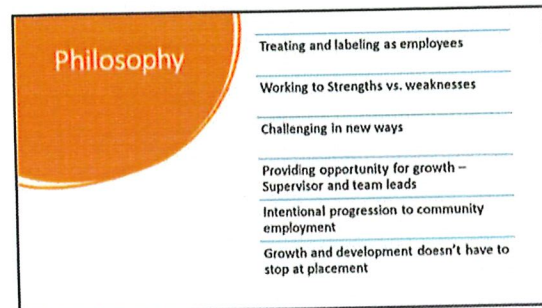 Philosophy
Treating and labeling as employees
Working to Strengths vs. weaknesses
Challenging in new ways
Providing opportunity for growth –
Supervisor and team leads
Intentional progression to community
employment
Growth and development doesn't have to
stop at placement